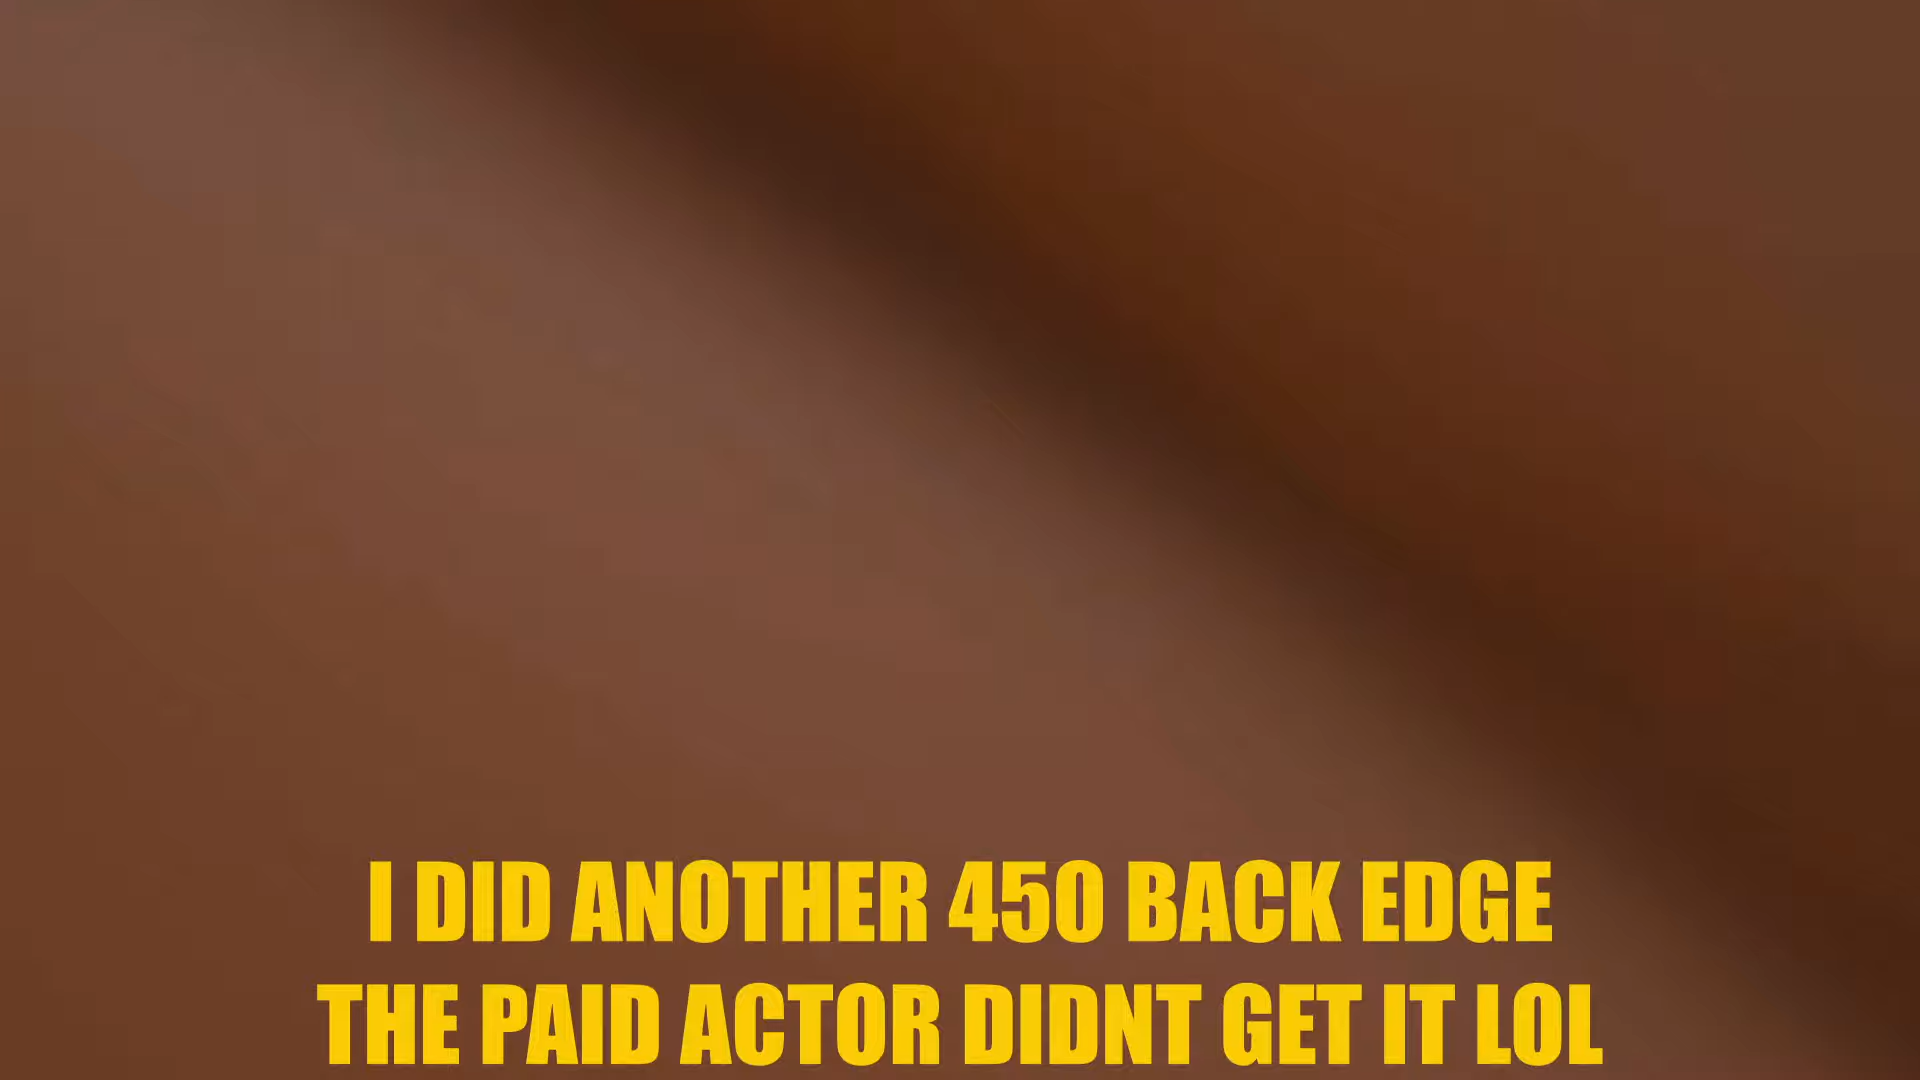 I DID ANOTHER 450 BACK EDGE
THE PAID ACTOR DIDNT GET IT LOL